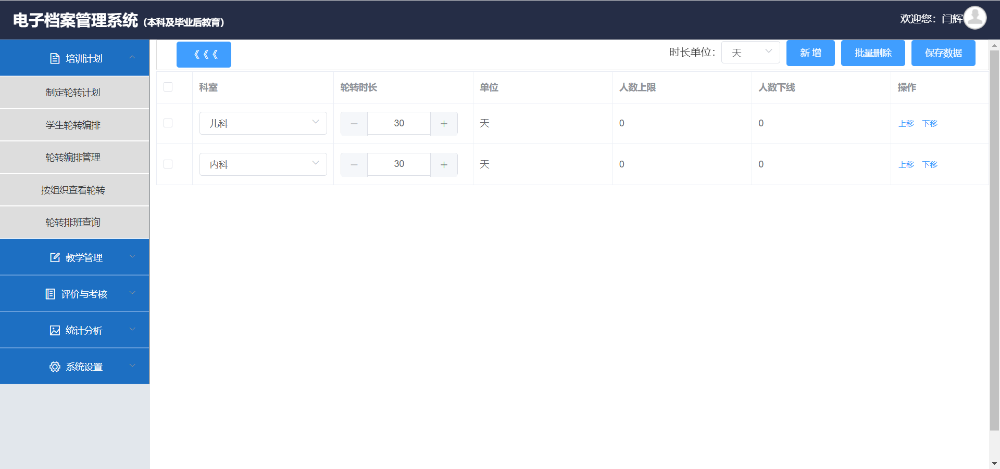 电子档案管理系统 (本科及毕业后教育)
欢迎您：闫辉
培训计划
制定轮转计划
学生轮转编排
轮转编排管理
按组织查看轮转
轮转排班查询
教学管理
评价与考核
统计分析
系统设置
《《《
时长单位： 天 新 增 批量删除 保存数据
科室 轮转时长 单位 人数上限 人数下线 操作
儿科 — 30 + 天 0 0 上移 下移
内科 — 30 + 天 0 0 上移 下移